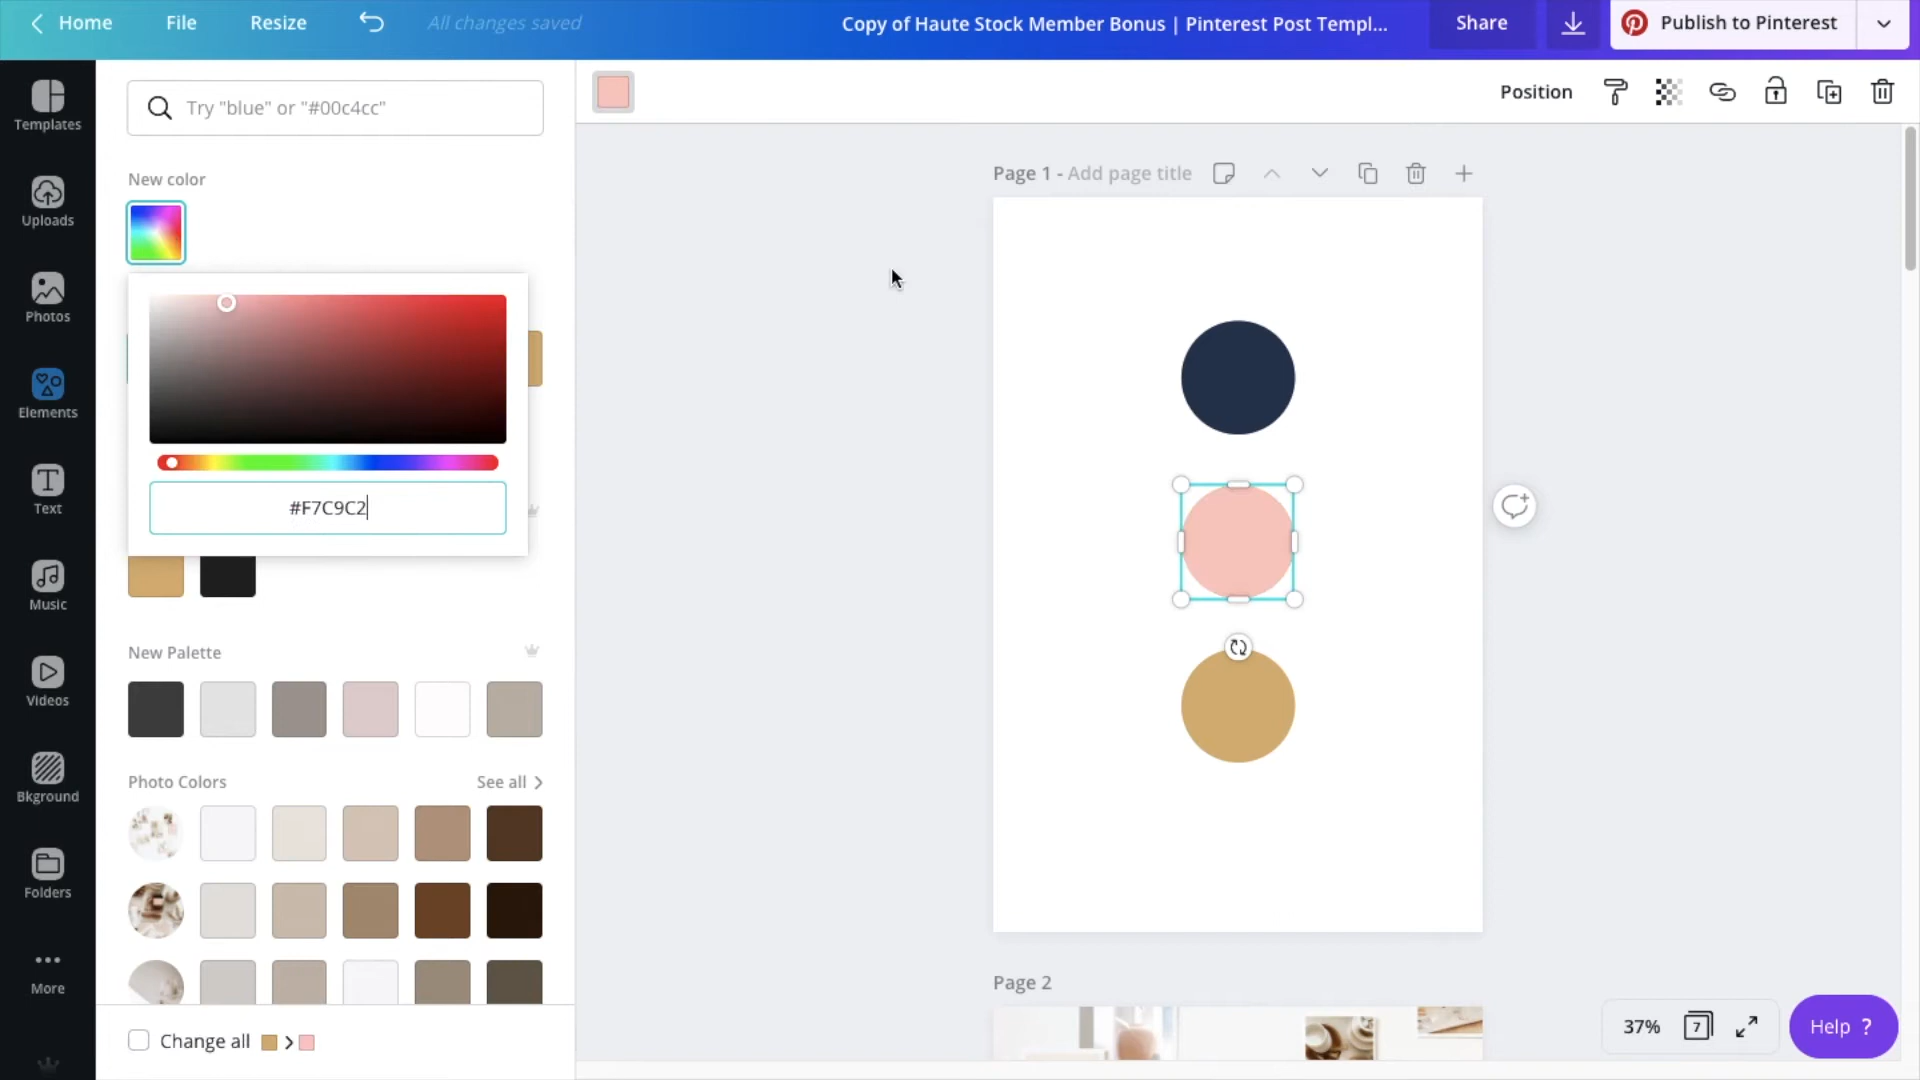 Home
File
Resize
All changes saved
Copy of Haute Stock Member Bonus | Pinterest Post Templ...
Share
Publish to Pinterest
Templates
Uploads
Photos
Elements
Text
Music
Videos
Bkground
Folders
More
Try "blue" or "#00c4cc"
New color
#F7C9C2
New Palette
Photo Colors
See all
Change all
Position
Page 1 - Add page title
Page 2
37%
7
Help ?